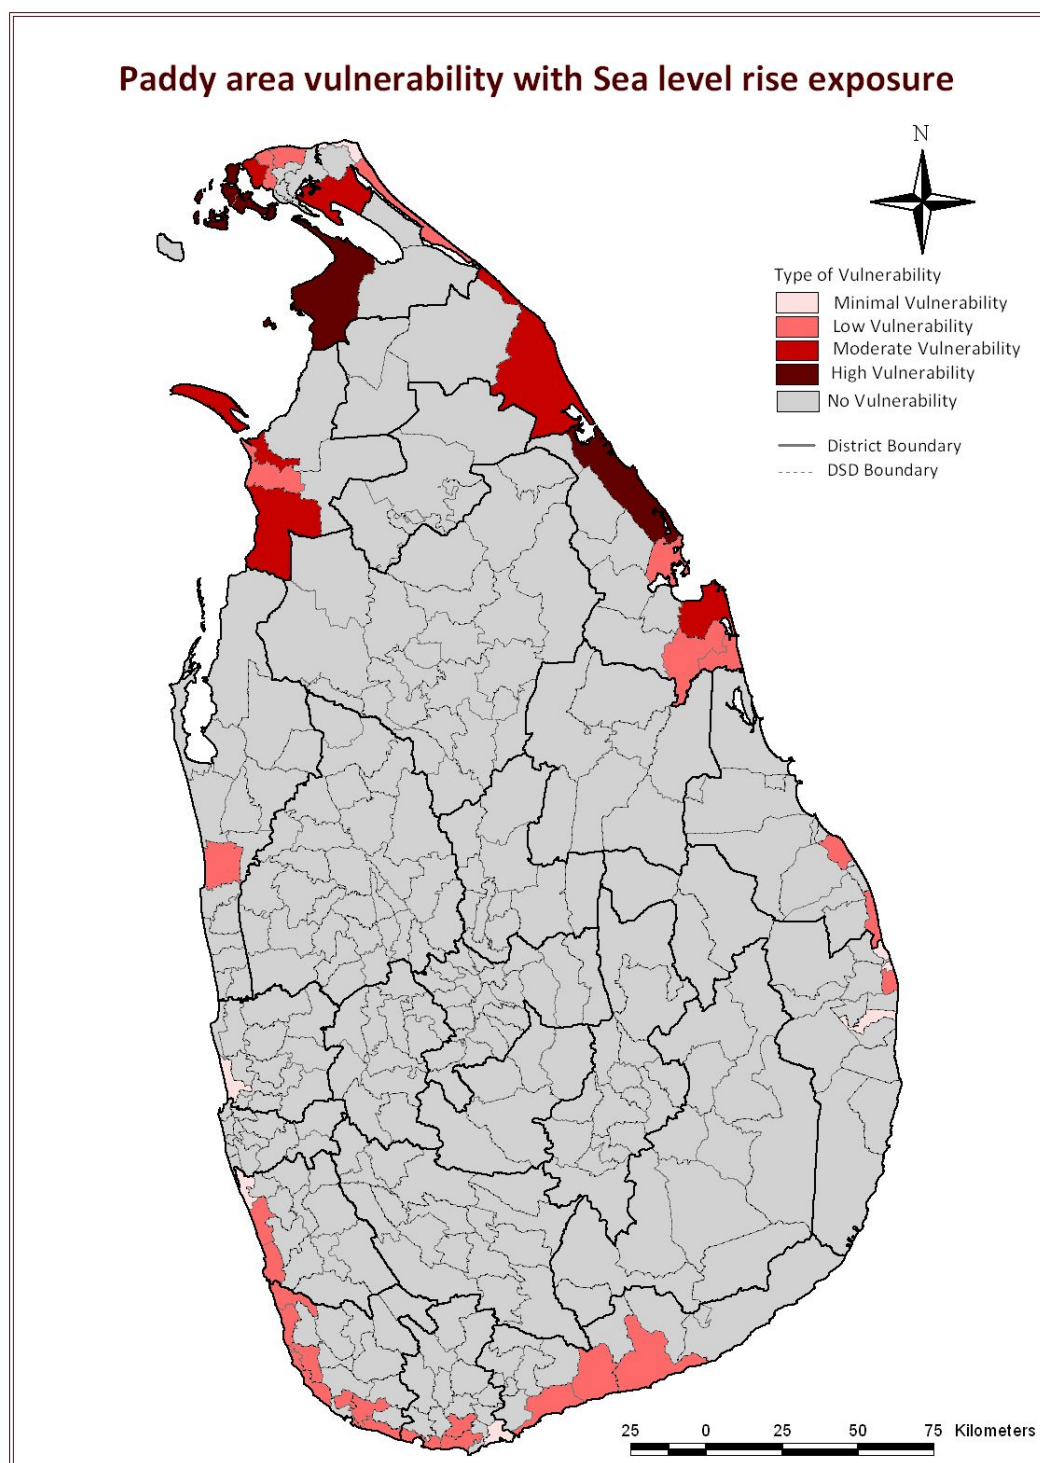 Paddy area vulnerability with Sea level rise exposure
N
Type of Vulnerability
Minimal Vulnerability
Low Vulnerability
Moderate Vulnerability
High Vulnerability
No Vulnerability
District Boundary
DSD Boundary
25 0 25 50 75 Kilometers